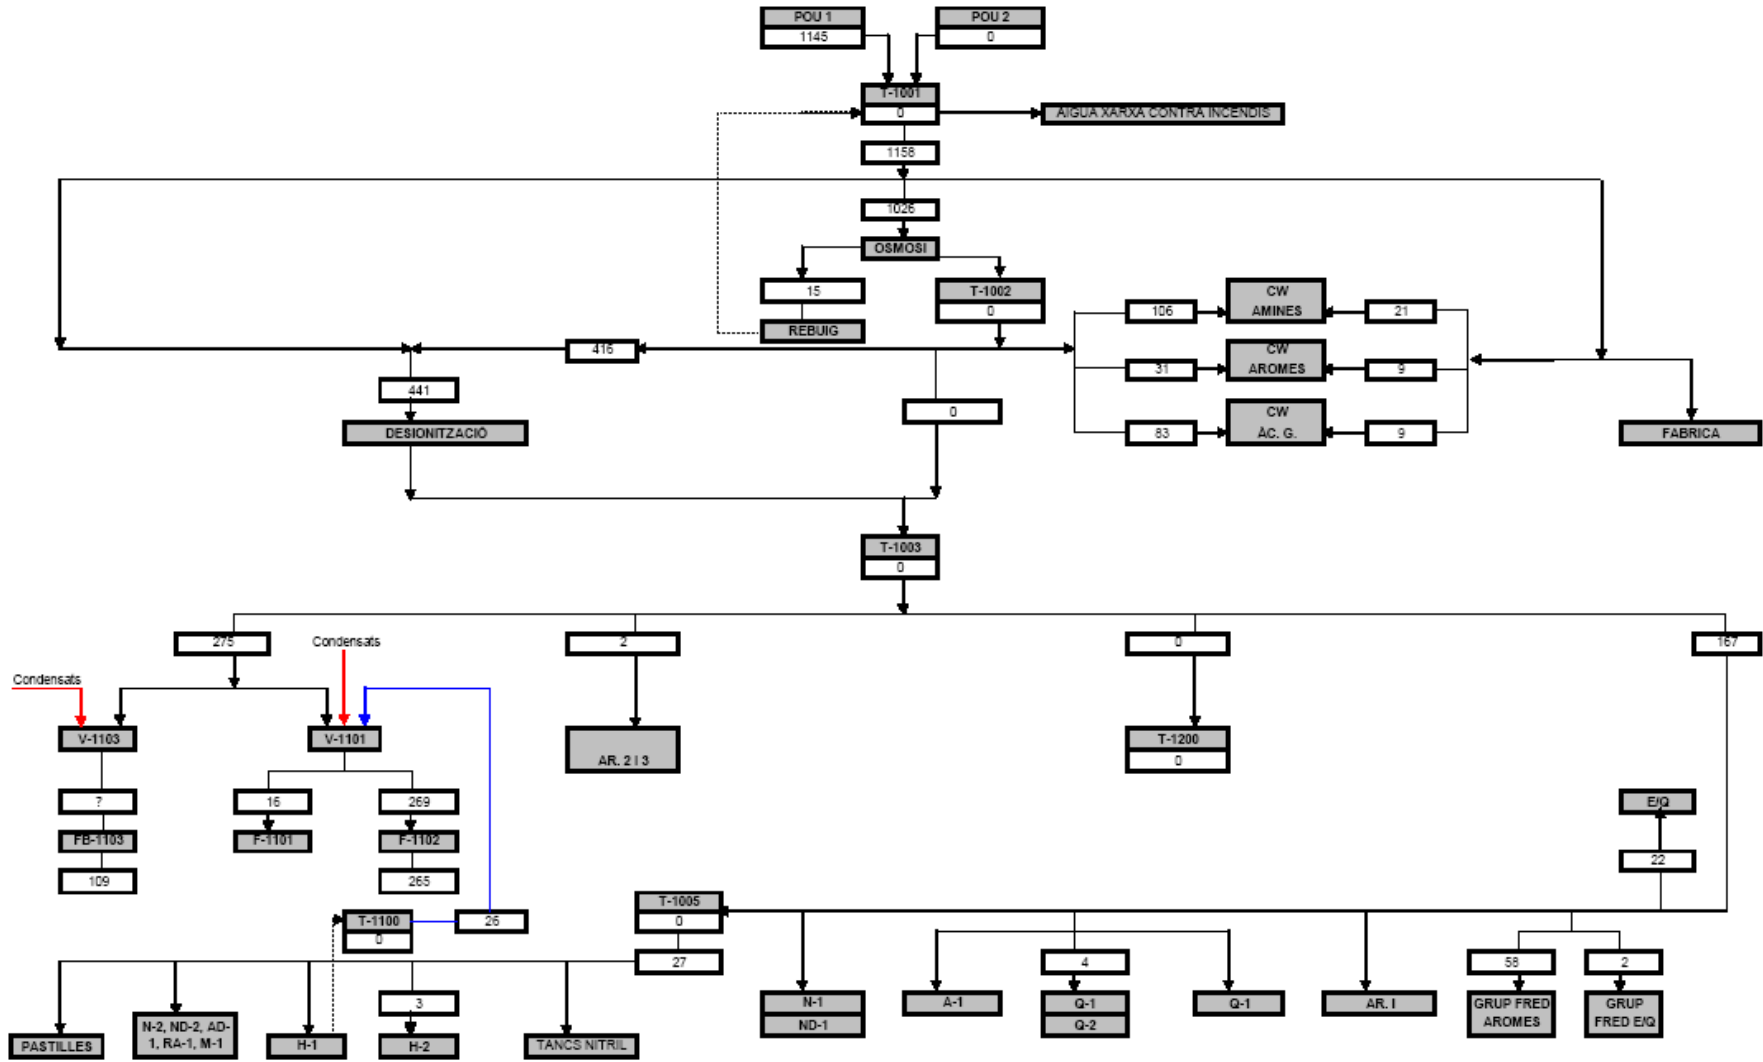 POU 1
POU 2
1145
0
T-1001
0
AIGUA XARXA CONTRA INCENDIS
1158
1026
OSMOSI
15
T-1002
0
REBUIG
CW
AMINES
106
21
416
CW
AROMES
31
9
441
0
CW
ÀC. G.
83
9
DESIONITZACIÓ
FABRICA
T-1003
0
275
2
0
167
Condensats
Condensats
V-1103
V-1101
AR. 2 I 3
T-1200
0
?
16
269
E/Q
FB-1103
F-1101
F-1102
22
109
265
T-1005
0
T-1100
0
26
27
4
58
2
3
N-1
ND-1
A-1
Q-1
Q-2
Q-1
AR. I
GRUP FRED
AROMES
GRUP
FRED E/Q
PASTILLES
N-2, ND-2, AD-
1, RA-1, M-1
H-1
H-2
TANCS NITRIL